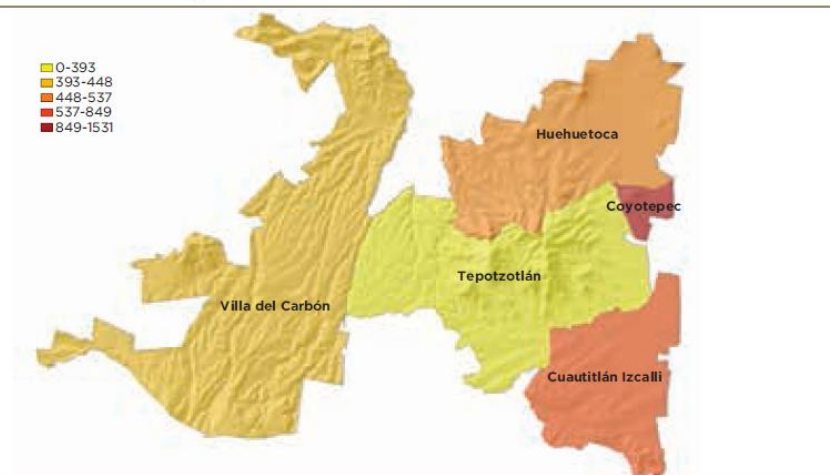 0-393
393-448
448-537
537-849
849-1531
Huehuetoca
Coyotepec
Tepotzotlán
Villa del Carbón
Cuautitlán Izcalli